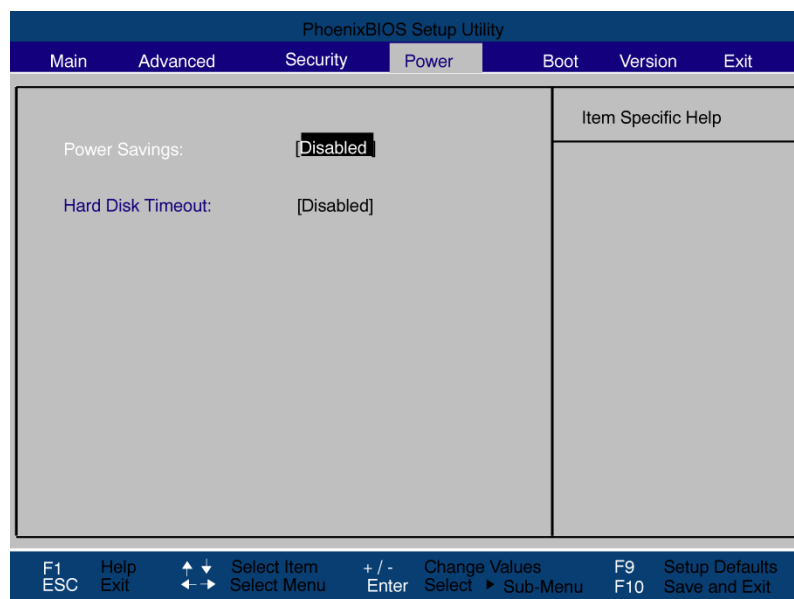 PhoenixBIOS Setup Utility
Main Advanced Security Power Boot Version Exit
Item Specific Help
Power Savings: [Disabled ]
Hard Disk Timeout: [Disabled]
F1 Help Select Item + / - Change Values F9 Setup Defaults
ESC Exit Select Menu Enter Select Sub-Menu F10 Save and Exit